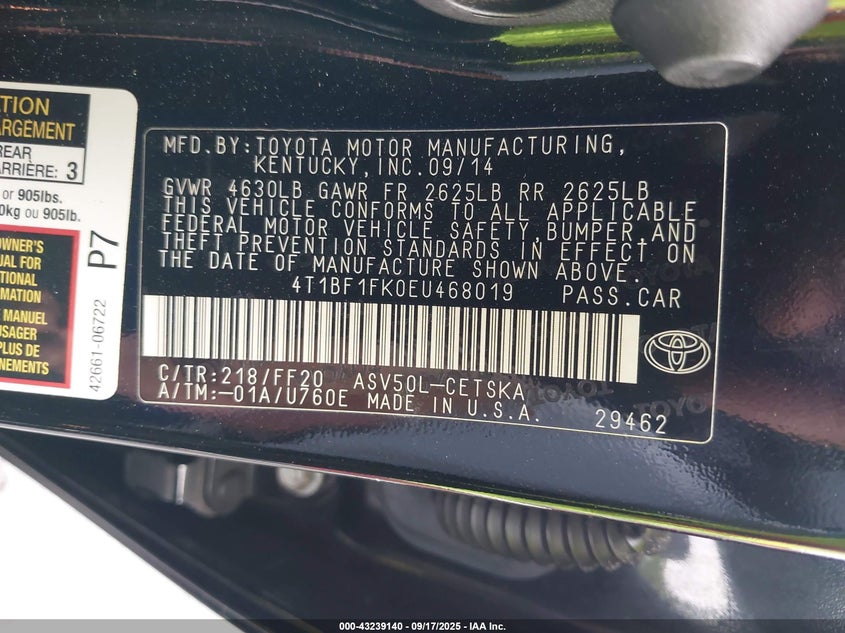 TION
ARGEMENT
REAR
ARRIÈRE: 3
or 905lbs.
0kg ou 905lb.
OWNER'S
UAL FOR
TIONAL
RMATION
MANUEL
USAGER
PLUS DE
NEMENTS
P7
42661-06722
MFD.BY:TOYOTA MOTOR MANUFACTURING,
KENTUCKY,INC.09/14
GVWR 4630LB GAWR FR 2625LB RR 2625LB
THIS VEHICLE CONFORMS TO ALL APPLICABLE
FEDERAL MOTOR VEHICLE SAFETY,BUMPER,AND
THEFT PREVENTION STANDARDS IN EFFECT ON
THE DATE OF MANUFACTURE SHOWN ABOVE.
4T1BF1FK0EU468019 PASS.CAR
C/TR:218/FF20 ASV50L-CETSKA
A/TM:-01A/U760E MADE IN U.S.A.
29462
TOYOTA
000-43239140 - 09/17/2025 - IAA Inc.